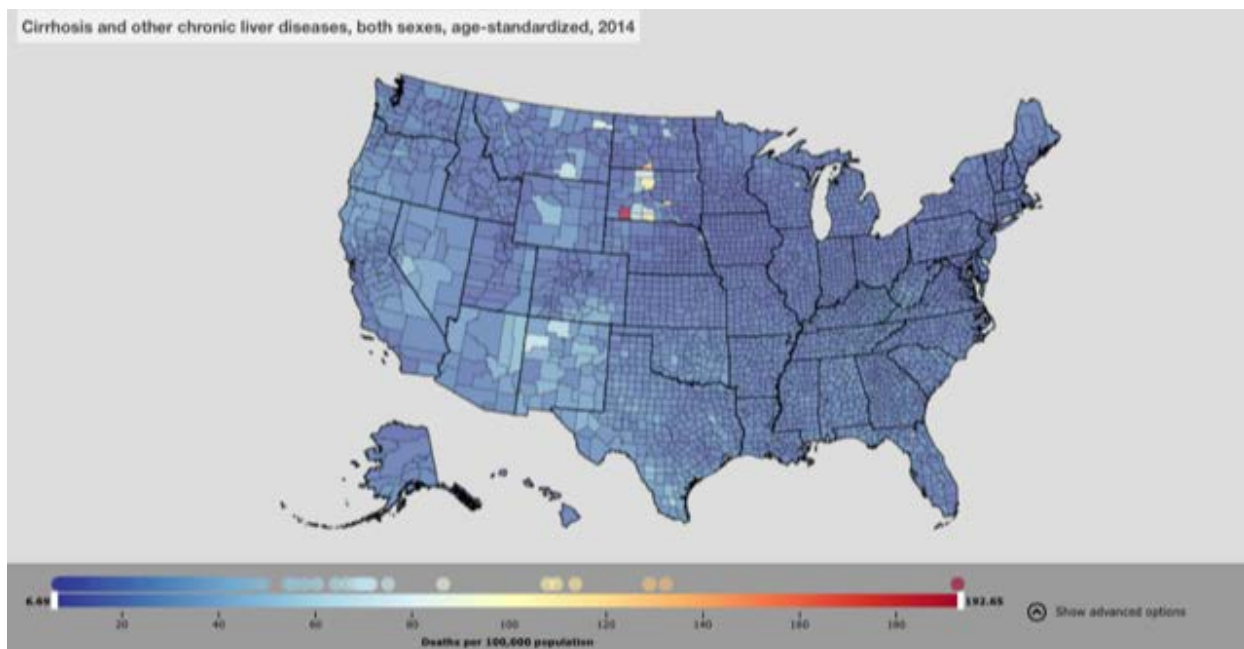 Cirrhosis and other chronic liver diseases, both sexes, age-standardized, 2014
6.69 192.65
20 40 60 80 100 120 140 160 180
Deaths per 100,000 population
Show advanced options